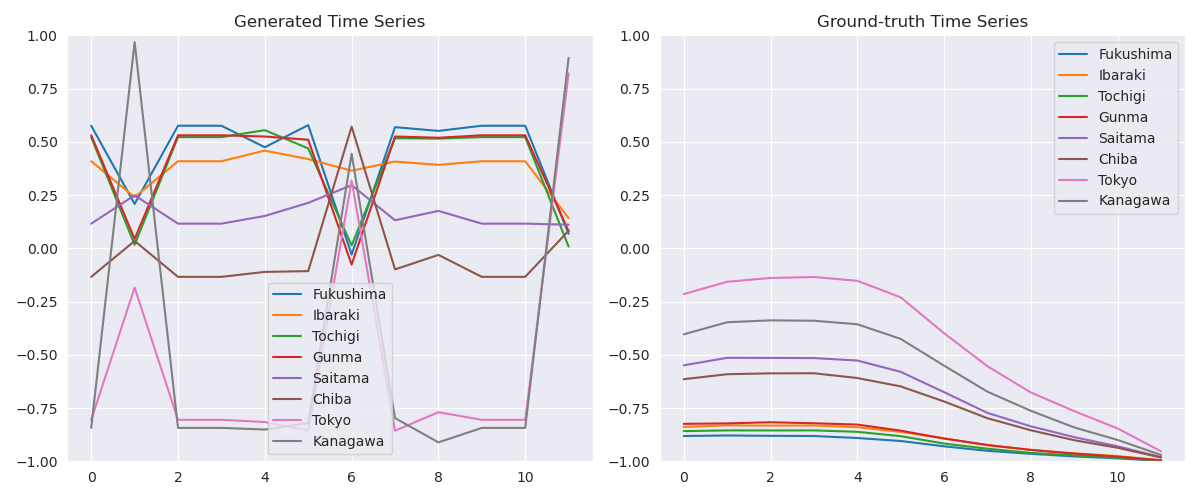 Generated Time Series
1.00
0.75
0.50
0.25
0.00
−0.25
−0.50
−0.75
−1.00
0 2 4 6 8 10
Fukushima
Ibaraki
Tochigi
Gunma
Saitama
Chiba
Tokyo
Kanagawa
Ground-truth Time Series
1.00
0.75
0.50
0.25
0.00
−0.25
−0.50
−0.75
−1.00
0 2 4 6 8 10
Fukushima
Ibaraki
Tochigi
Gunma
Saitama
Chiba
Tokyo
Kanagawa